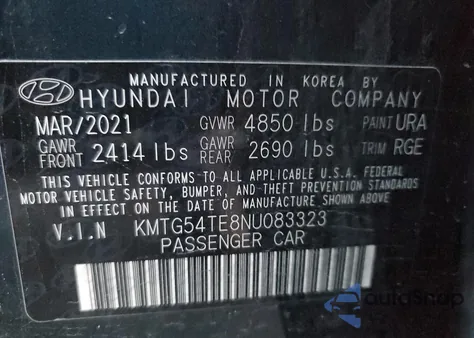 MANUFACTURED IN KOREA BY
HYUNDAI MOTOR COMPANY
MAR/2021 GVWR 4850 lbs PAINT URA
GAWR FRONT 2414 lbs GAWR REAR 2690 lbs TRIM RGE
THIS VEHICLE CONFORMS TO ALL APPLICABLE U.S.A. FEDERAL
MOTOR VEHICLE SAFETY, BUMPER, AND THEFT PREVENTION STANDARDS
IN EFFECT ON THE DATE OF MANUFACTURE SHOWN ABOVE.
V.I.N KMTG54TE8NU083323
PASSENGER CAR
autoSnap